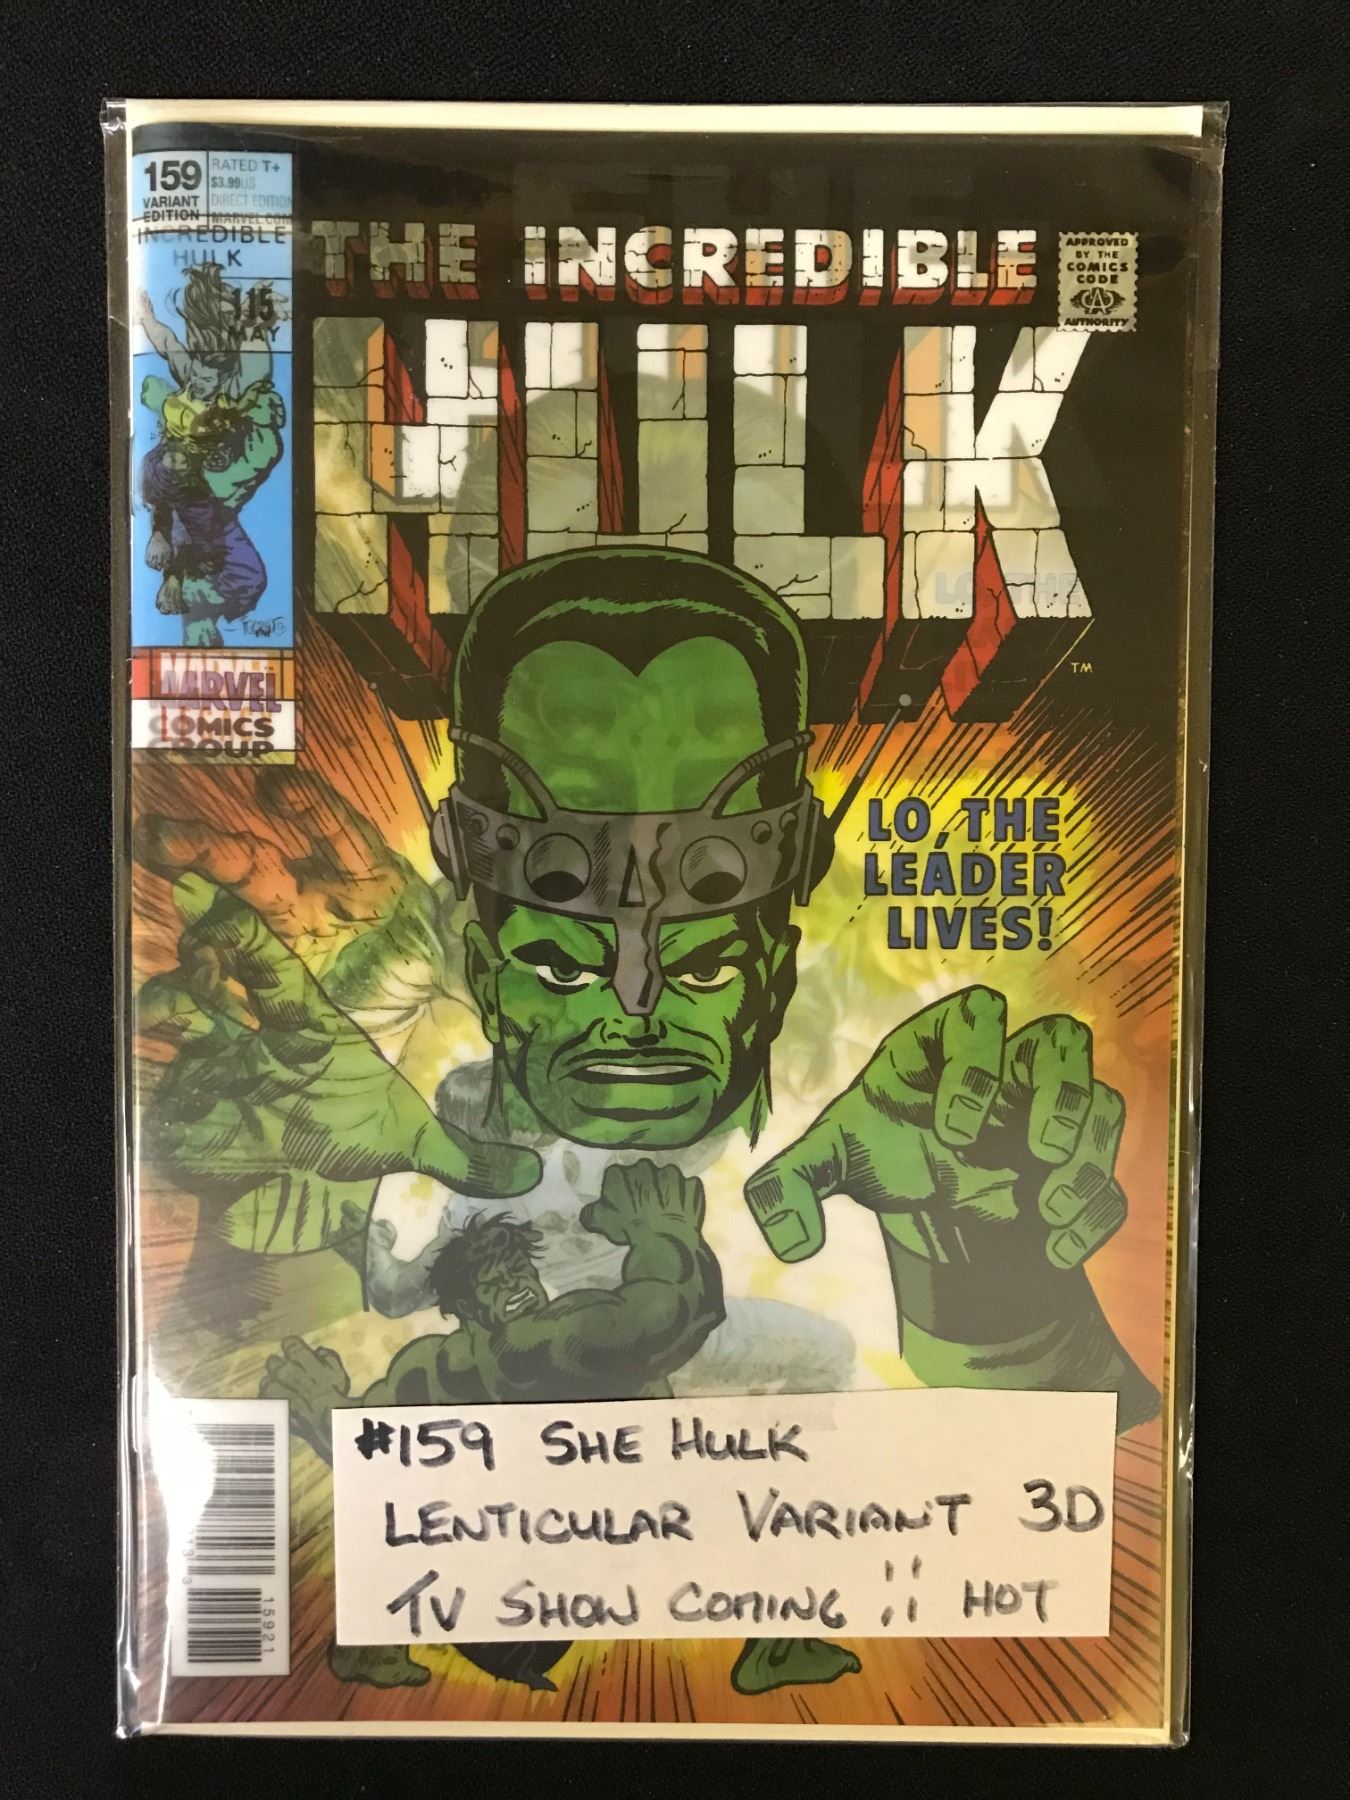 159
VARIANT
EDITION
RATED T+
$3.99US
DIRECT EDITION
MARVEL.COM
INCREDIBLE
HULK
115
MAY
MARVEL
COMICS
GROUP
THE INCREDIBLE
HULK
TM
APPROVED
BY THE
COMICS
CODE
AUTHORITY
LO, THE
LEADER
LIVES!
#159 SHE HULK
LENTICULAR VARIANT 3D
TV SHOW COMING !! HOT
15921